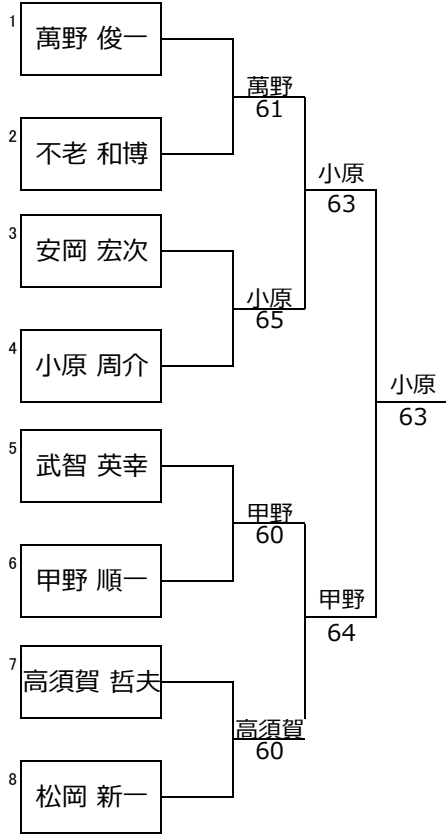 1
萬野 俊一
萬野
61
2
不老 和博
小原
63
3
安岡 宏次
小原
65
4
小原 周介
小原
63
5
武智 英幸
甲野
60
6
甲野 順一
甲野
64
7
高須賀 哲夫
高須賀
60
8
松岡 新一